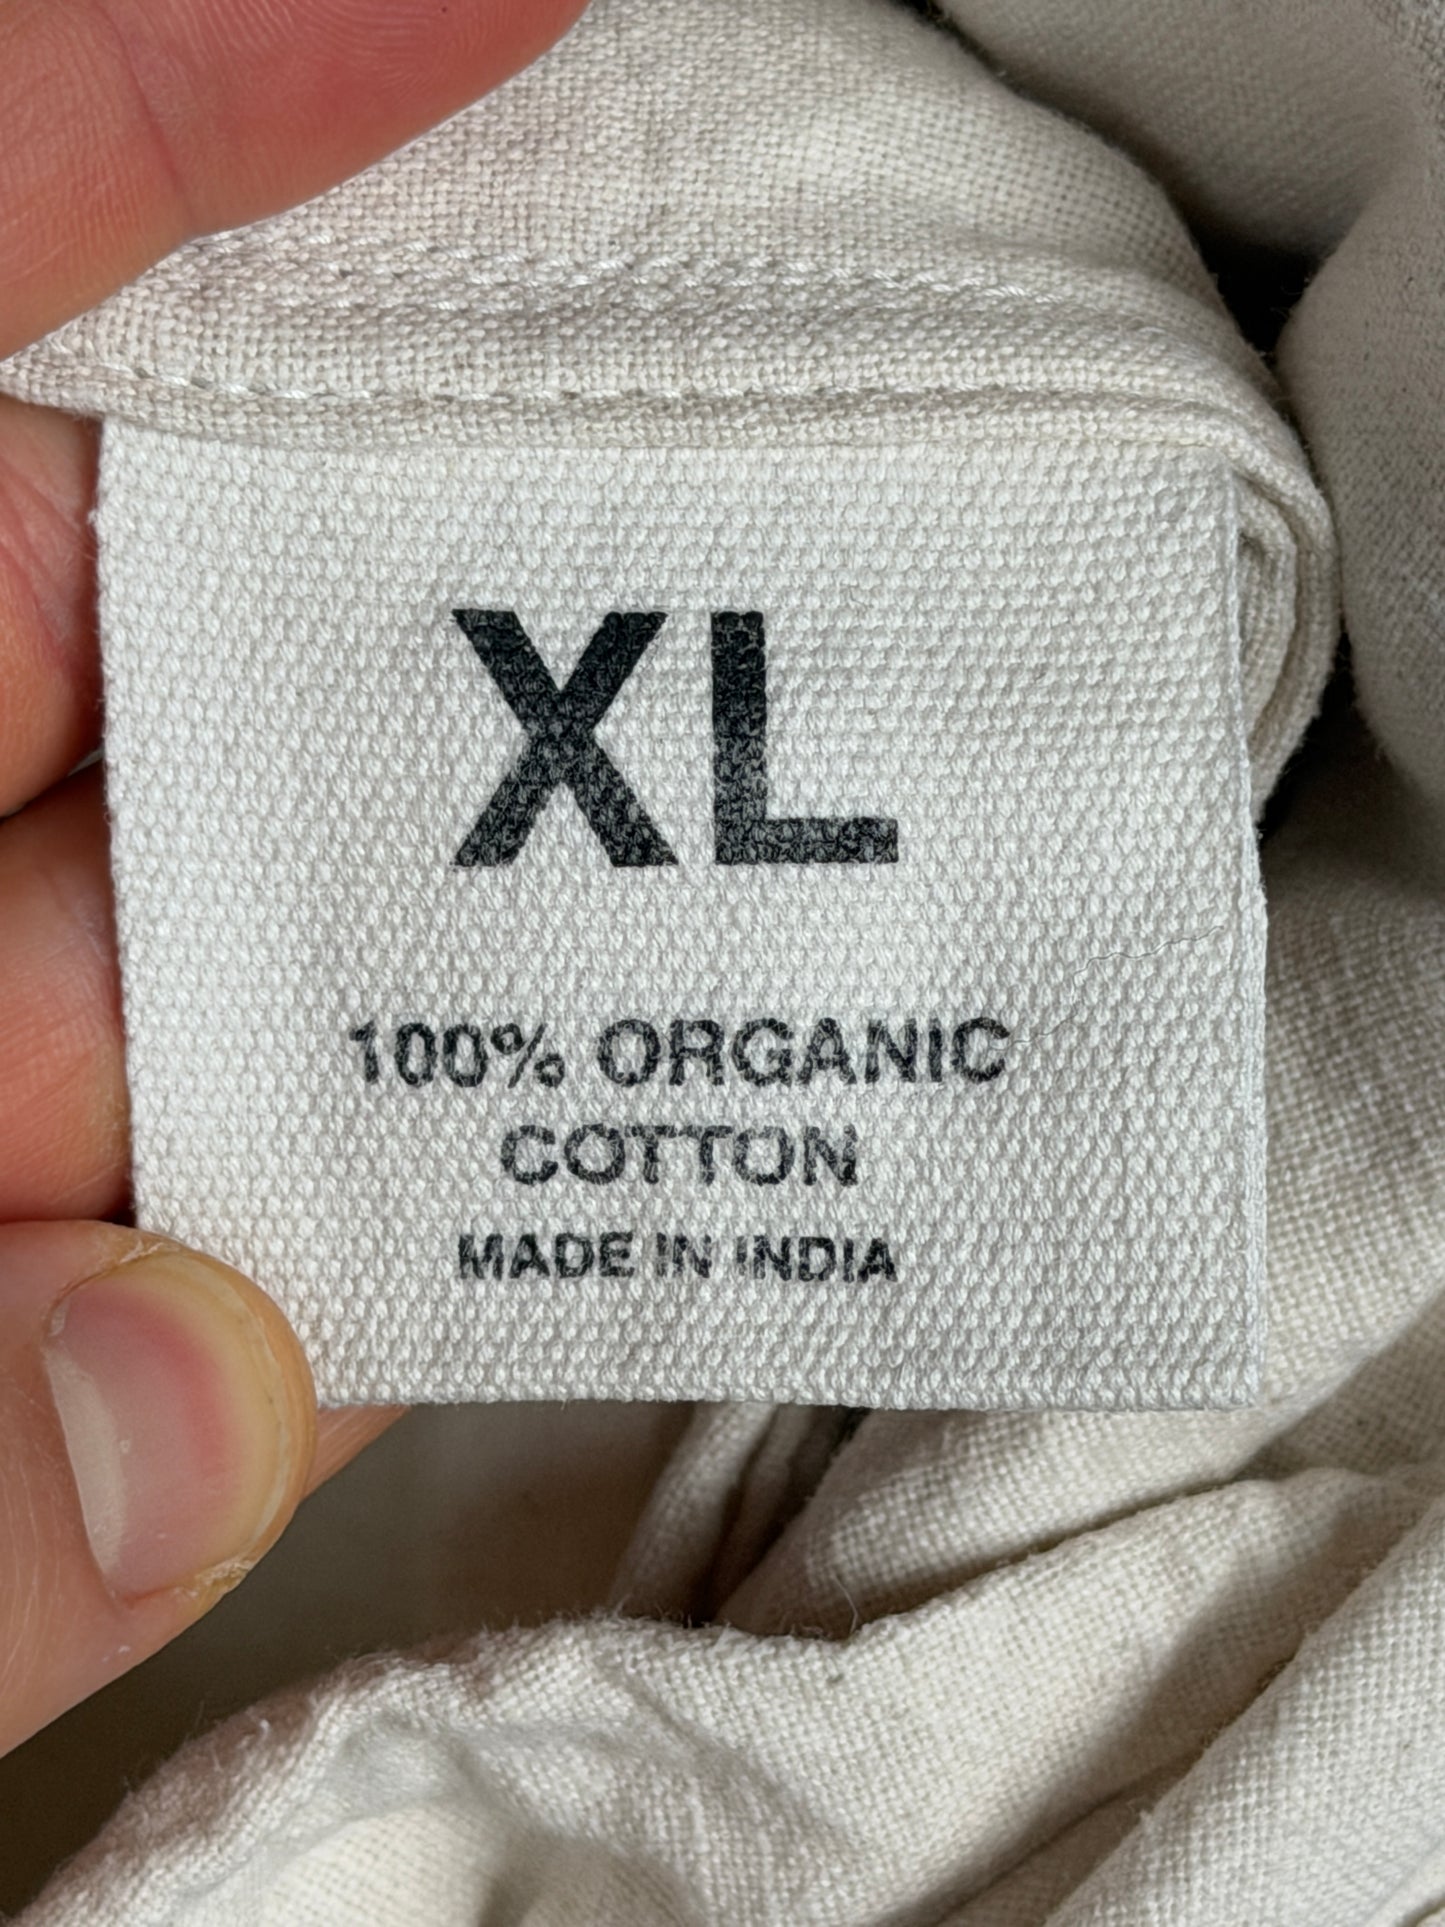 XL
100% ORGANIC
COTTON
MADE IN INDIA